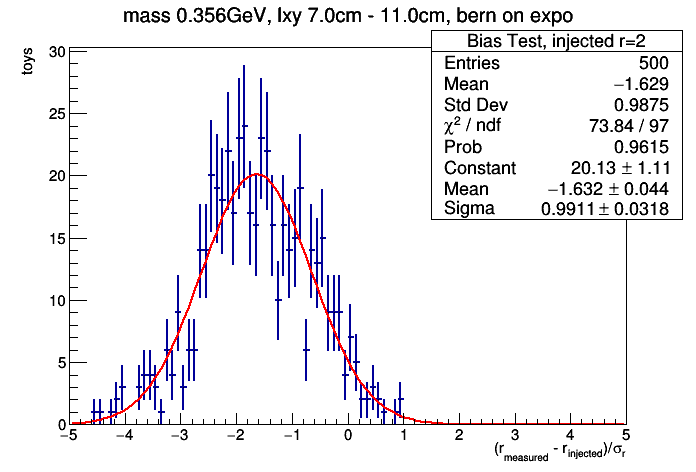 mass 0.356GeV, lxy 7.0cm - 11.0cm, bern on expo
Bias Test, injected r=2
Entries 500
Mean −1.629
Std Dev 0.9875
χ² / ndf 73.84 / 97
Prob 0.9615
Constant 20.13 ± 1.11
Mean −1.632 ± 0.044
Sigma 0.9911 ± 0.0318
toys
30
25
20
15
10
5
0
−5 −4 −3 −2 −1 0 1 2 3 4 5
(r_measured - r_injected)/σ_r